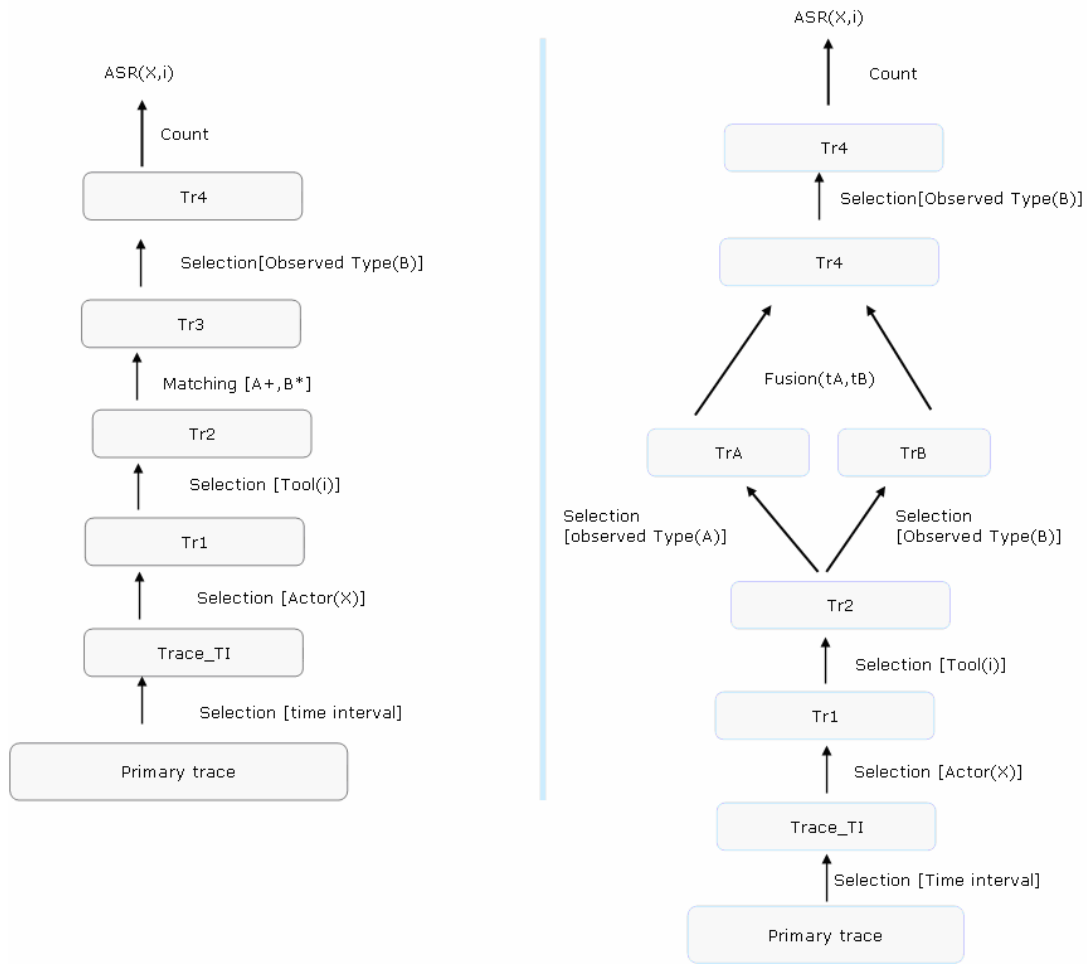 ASR(X,i)
Count
Tr4
Selection[Observed Type(B)]
Tr3
Matching [A+,B*]
Tr2
Selection [Tool(i)]
Tr1
Selection [Actor(X)]
Trace_TI
Selection [time interval]
Primary trace
ASR(X,i)
Count
Tr4
Selection[Observed Type(B)]
Tr4
Fusion(tA,tB)
TrA
TrB
Selection
[observed Type(A)]
Selection
[Observed Type(B)]
Tr2
Selection [Tool(i)]
Tr1
Selection [Actor(X)]
Trace_TI
Selection [Time interval]
Primary trace